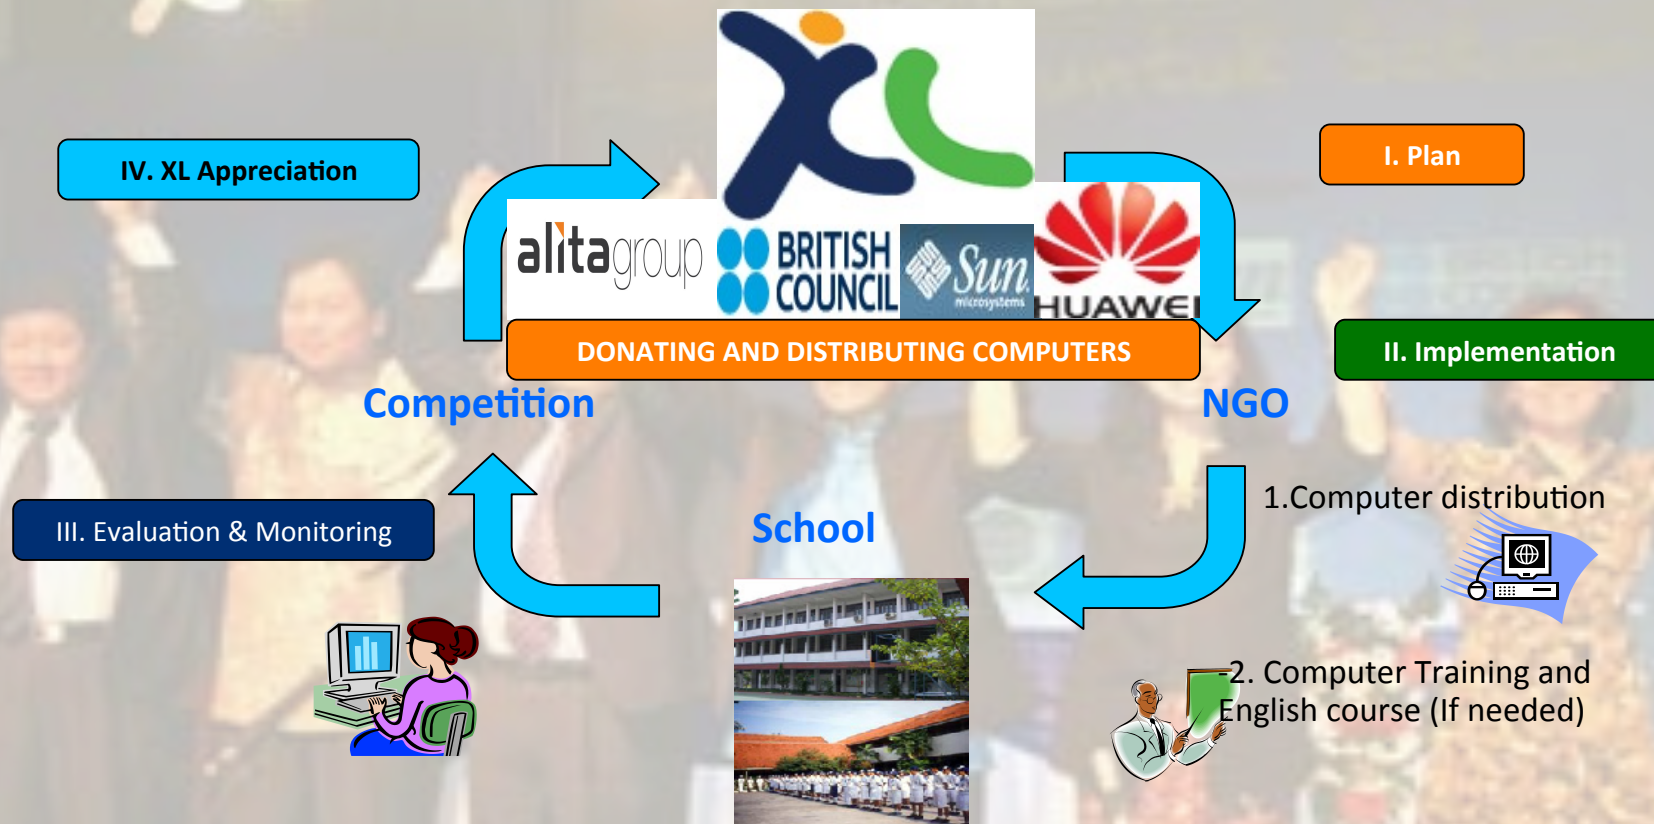 IV. XL Appreciation
I. Plan
alitagroup
BRITISH
COUNCIL
Sun
microsystems
HUAWEI
DONATING AND DISTRIBUTING COMPUTERS
II. Implementation
Competition
NGO
III. Evaluation & Monitoring
School
1.Computer distribution
-2. Computer Training and
English course (If needed)